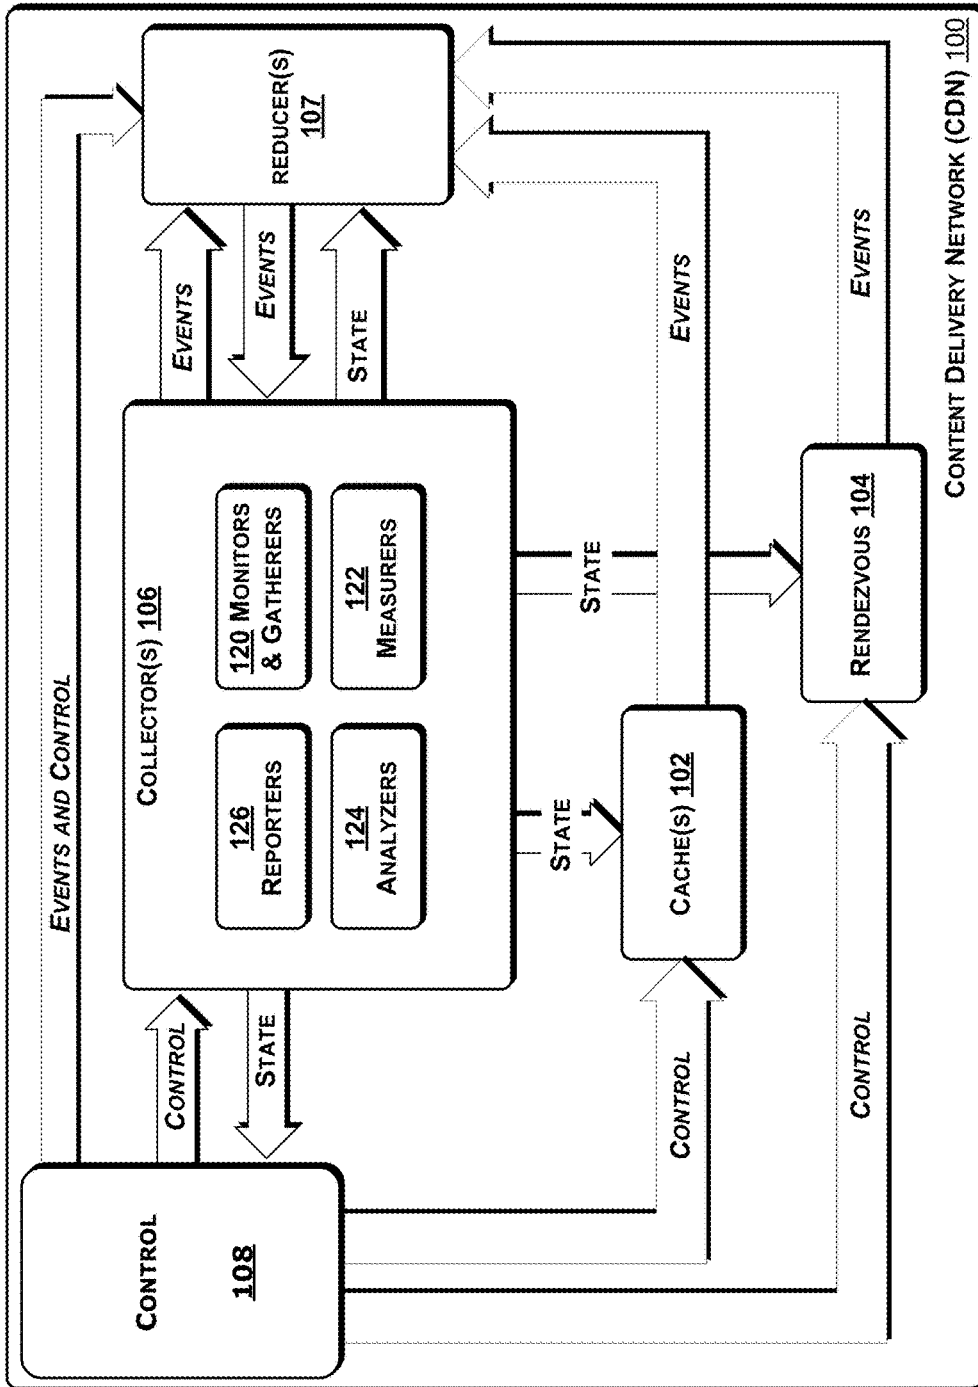 EVENTS AND CONTROL
CONTROL
108
CONTROL
STATE
COLLECTOR(S) 106
126
REPORTERS
120 MONITORS
& GATHERERS
124
ANALYZERS
122
MEASURERS
EVENTS
EVENTS
STATE
REDUCER(S)
107
STATE
STATE
CONTROL
CACHE(S) 102
EVENTS
CONTROL
RENDEZVOUS 104
EVENTS
CONTENT DELIVERY NETWORK (CDN) 100